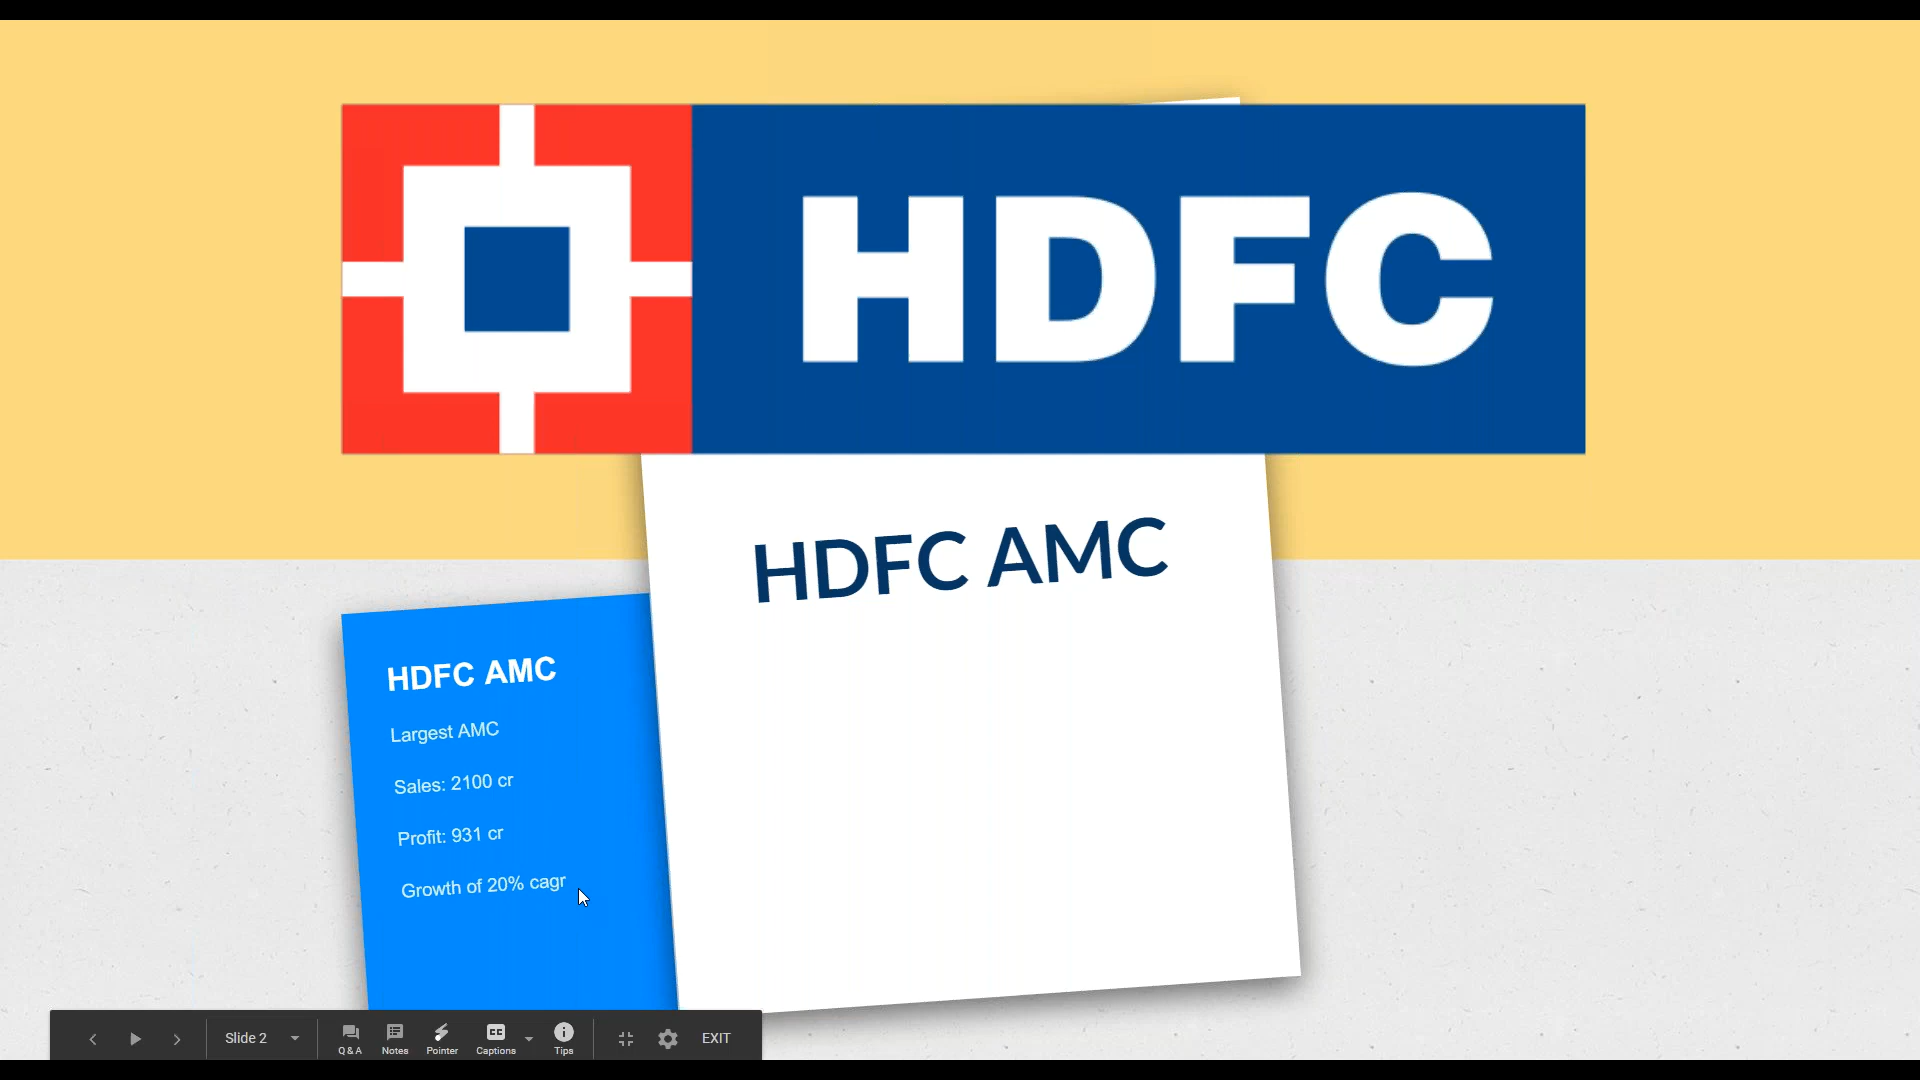 HDFC
HDFC AMC
HDFC AMC
Largest AMC
Sales: 2100 cr
Profit: 931 cr
Growth of 20% cagr
Slide 2
Q & A
Notes
Pointer
CC
Captions
Tips
EXIT